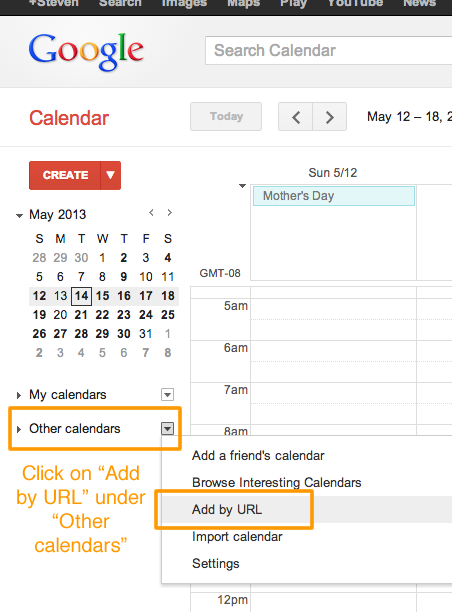 +Steven Search Images Maps Play YouTube News
Google
Search Calendar
Calendar
Today
May 12 – 18, 2
CREATE
Sun 5/12
Mother's Day
May 2013
S M T W T F S
28 29 30 1 2 3 4
5 6 7 8 9 10 11
12 13 14 15 16 17 18
19 20 21 22 23 24 25
26 27 28 29 30 31 1
2 3 4 5 6 7 8
GMT-08
5am
6am
7am
8am
My calendars
Other calendars
Add a friend's calendar
Browse Interesting Calendars
Add by URL
Import calendar
Settings
Click on “Add
by URL” under
“Other
calendars”
12pm